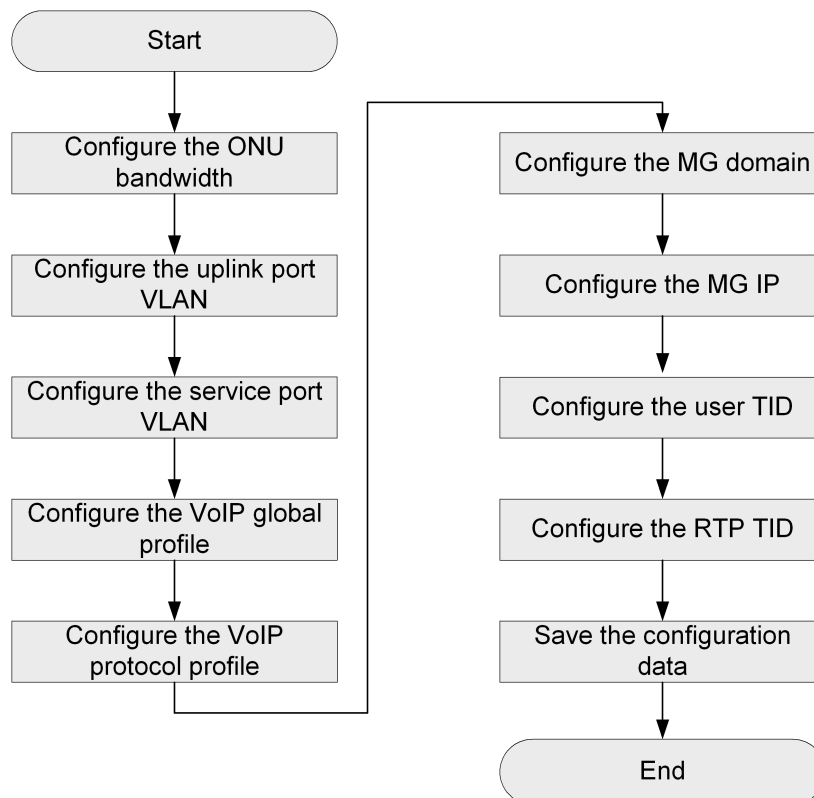 Start
Configure the ONU
bandwidth
Configure the uplink port
VLAN
Configure the service port
VLAN
Configure the VoIP global
profile
Configure the VoIP
protocol profile
Configure the MG domain
Configure the MG IP
Configure the user TID
Configure the RTP TID
Save the configuration
data
End